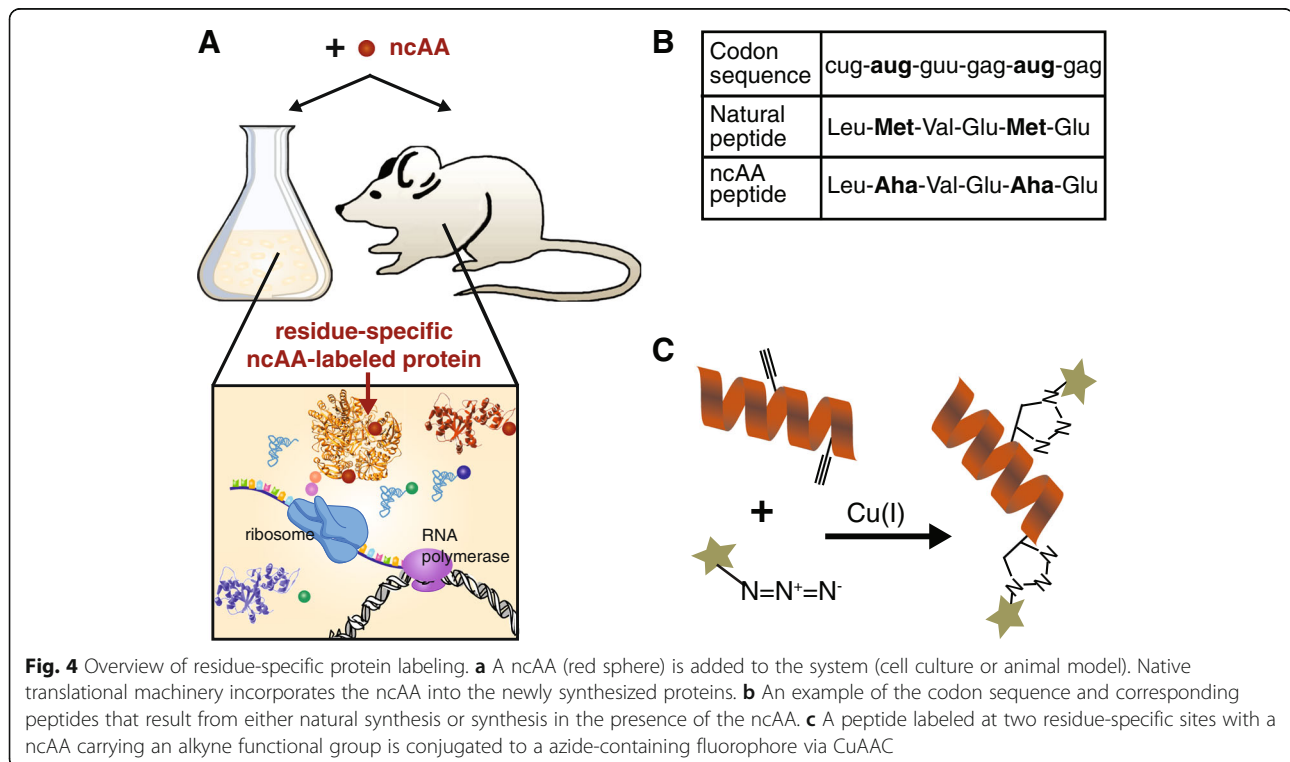 A
+ ncAA
residue-specific
ncAA-labeled protein
ribosome
RNA
polymerase
B
Codon
sequence
cug-aug-guu-gag-aug-gag
Natural
peptide
Leu-Met-Val-Glu-Met-Glu
ncAA
peptide
Leu-Aha-Val-Glu-Aha-Glu
C
+
Cu(I)
N=N⁺=N⁻
N
N
N
N
N
N
Fig. 4 Overview of residue-specific protein labeling. a A ncAA (red sphere) is added to the system (cell culture or animal model). Native
translational machinery incorporates the ncAA into the newly synthesized proteins. b An example of the codon sequence and corresponding
peptides that result from either natural synthesis or synthesis in the presence of the ncAA. c A peptide labeled at two residue-specific sites with a
ncAA carrying an alkyne functional group is conjugated to a azide-containing fluorophore via CuAAC